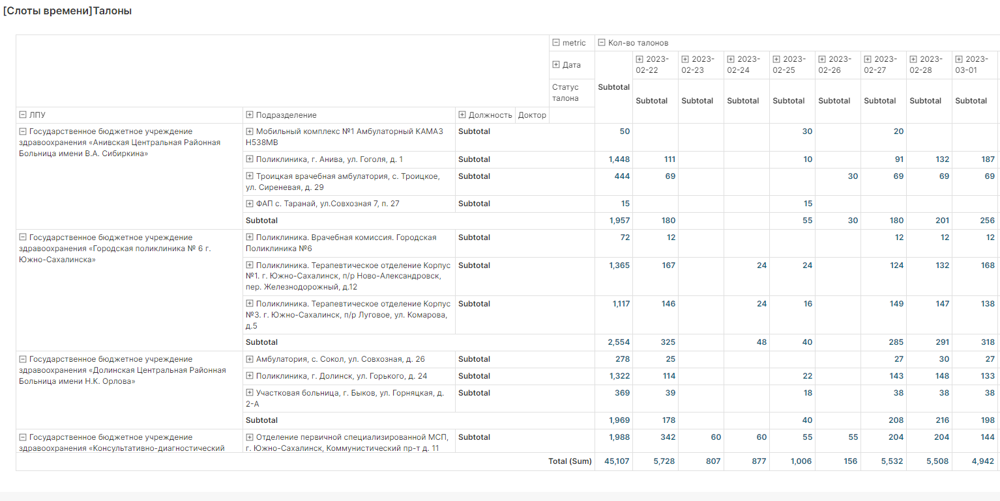 [Слоты времени]Талоны
metric Кол-во талонов
Дата Subtotal 2023-02-22 2023-02-23 2023-02-24 2023-02-25 2023-02-26 2023-02-27 2023-02-28 2023-03-01
Статус талона Subtotal Subtotal Subtotal Subtotal Subtotal Subtotal Subtotal Subtotal
ЛПУ Подразделение Должность Доктор
Государственное бюджетное учреждение
здравоохранения «Анивская Центральная Районная
Больница имени В.А. Сибиркина»
Мобильный комплекс №1 Амбулаторный КАМАЗ
Н538МВ
Subtotal 50 30 20
Поликлиника, г. Анива, ул. Гоголя, д. 1 Subtotal 1,448 111 10 91 132 187
Троицкая врачебная амбулатория, с. Троицкое,
ул. Сиреневая, д. 29
Subtotal 444 69 30 69 69 69
ФАП с. Таранай, ул.Совхозная 7, п. 27 Subtotal 15 15
Subtotal 1,957 180 55 30 180 201 256
Государственное бюджетное учреждение
здравоохранения «Городская поликлиника № 6 г.
Южно-Сахалинска»
Поликлиника. Врачебная комиссия. Городская
Поликлиника №6
Subtotal 72 12 12 12 12
Поликлиника. Терапевтическое отделение Корпус
№1. г. Южно-Сахалинск, п/р Ново-Александровск,
пер. Железнодорожный, д.12
Subtotal 1,365 167 24 24 124 132 168
Поликлиника. Терапевтическое отделение Корпус
№3. г. Южно-Сахалинск, п/р Луговое, ул. Комарова,
д.5
Subtotal 1,117 146 24 16 149 147 138
Subtotal 2,554 325 48 40 285 291 318
Государственное бюджетное учреждение
здравоохранения «Долинская Центральная Районная
Больница имени Н.К. Орлова»
Амбулатория, с. Сокол, ул. Совхозная, д. 26 Subtotal 278 25 27 30 27
Поликлиника, г. Долинск, ул. Горького, д. 24 Subtotal 1,322 114 22 143 148 133
Участковая больница, г. Быков, ул. Горняцкая, д.
2-А
Subtotal 369 39 18 38 38 38
Subtotal 1,969 178 40 208 216 198
Государственное бюджетное учреждение
здравоохранения «Консультативно-диагностический
Отделение первичной специализированной МСП,
г. Южно-Сахалинск, Коммунистический пр-т д. 11
Subtotal 1,988 342 60 60 55 55 204 204 144
Total (Sum) 45,107 5,728 807 877 1,006 156 5,532 5,508 4,942